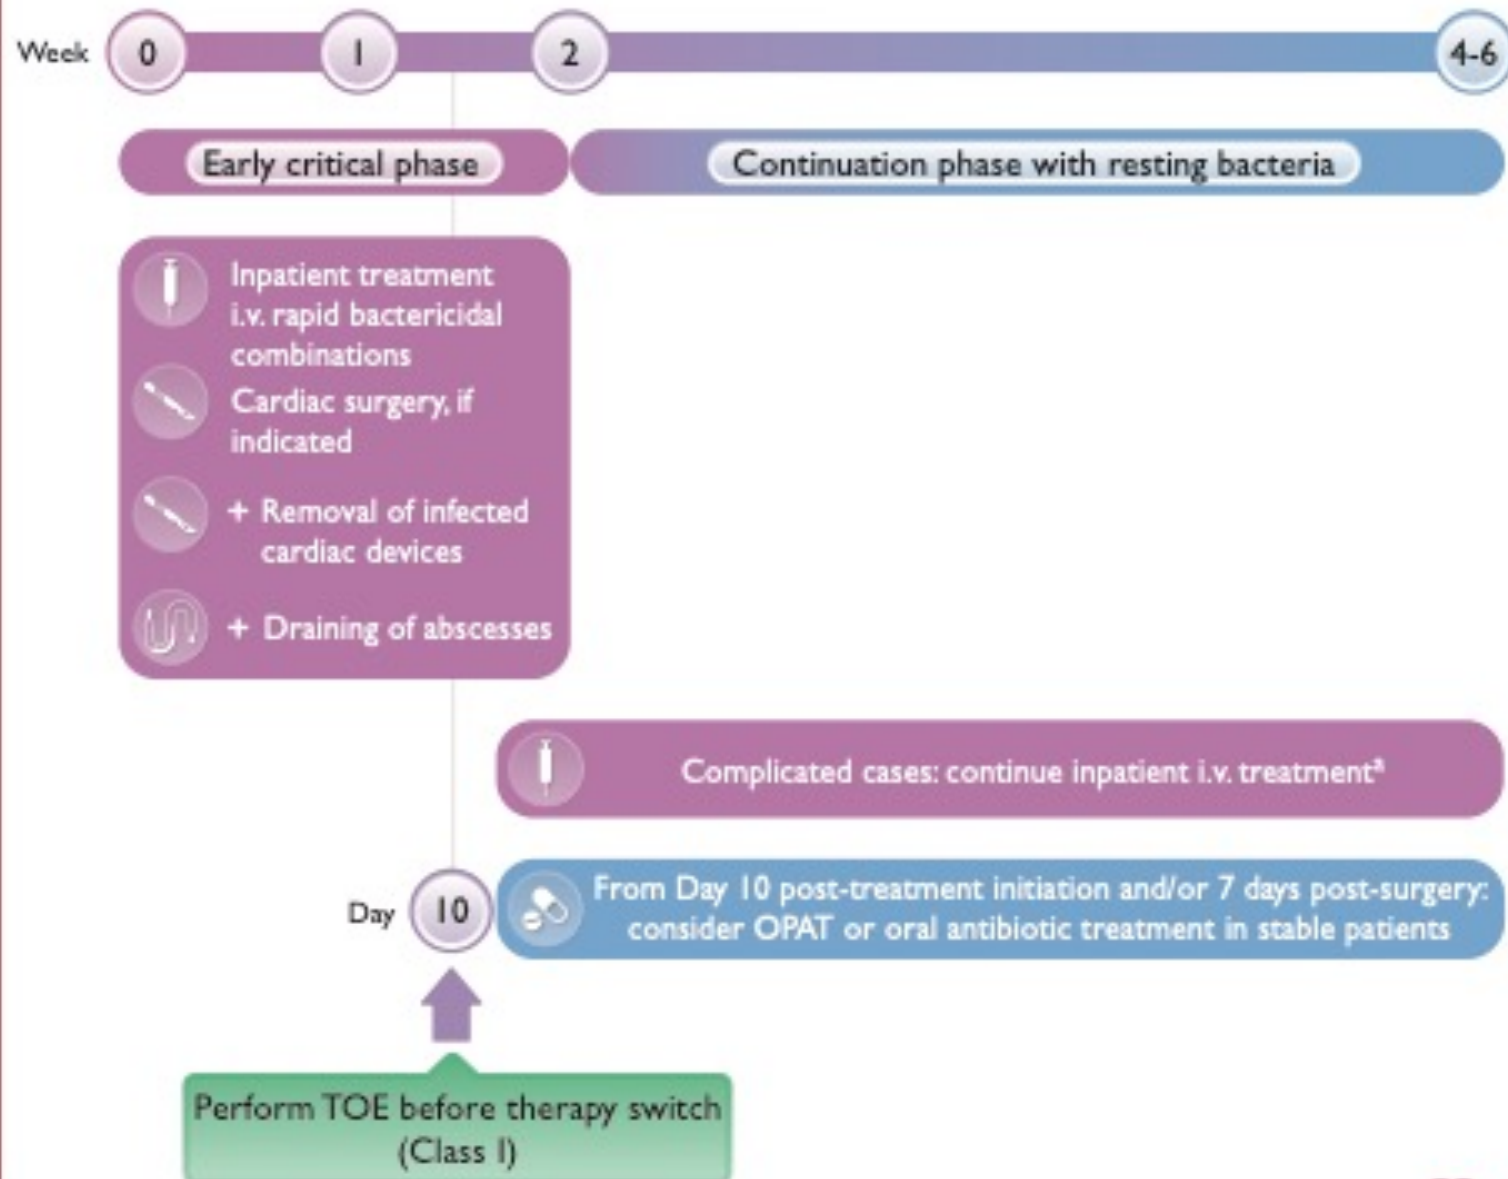 Week 0 1 2 4-6
Early critical phase
Continuation phase with resting bacteria
Inpatient treatment
i.v. rapid bactericidal
combinations
Cardiac surgery, if
indicated
+ Removal of infected
cardiac devices
+ Draining of abscesses
Complicated cases: continue inpatient i.v. treatmentª
Day 10
From Day 10 post-treatment initiation and/or 7 days post-surgery:
consider OPAT or oral antibiotic treatment in stable patients
Perform TOE before therapy switch
(Class I)